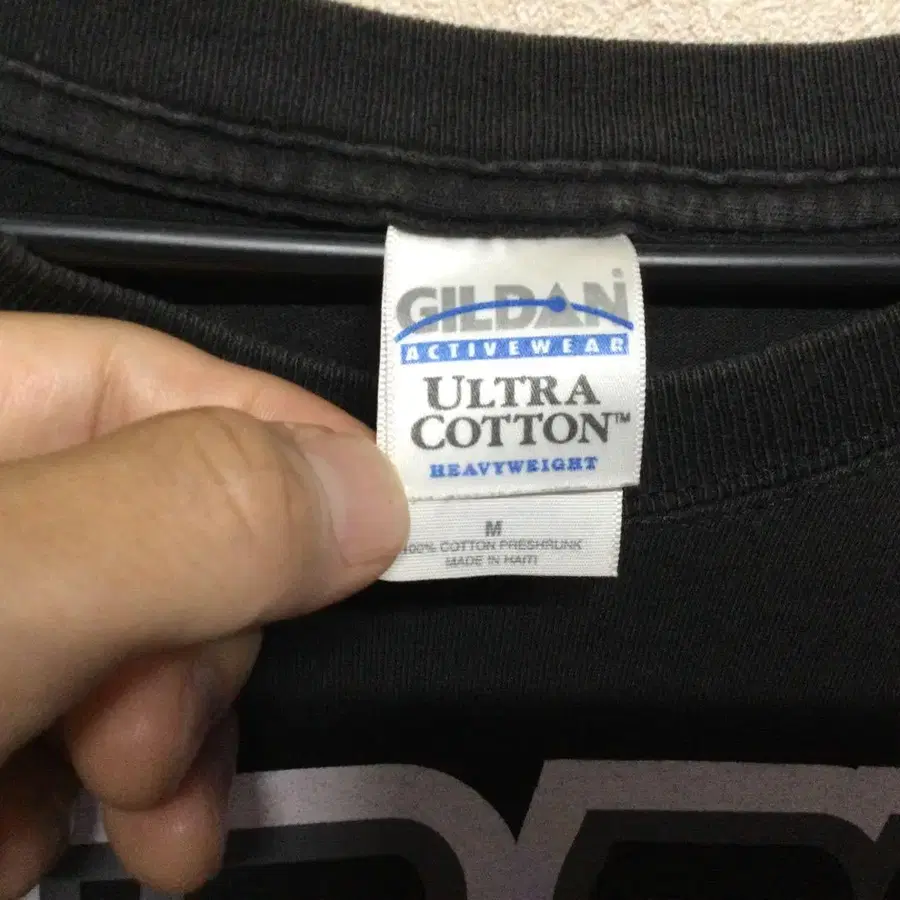 GILDAN
ACTIVEWEAR
ULTRA
COTTON™
HEAVYWEIGHT
M
100% COTTON PRESHRUNK
MADE IN HAITI